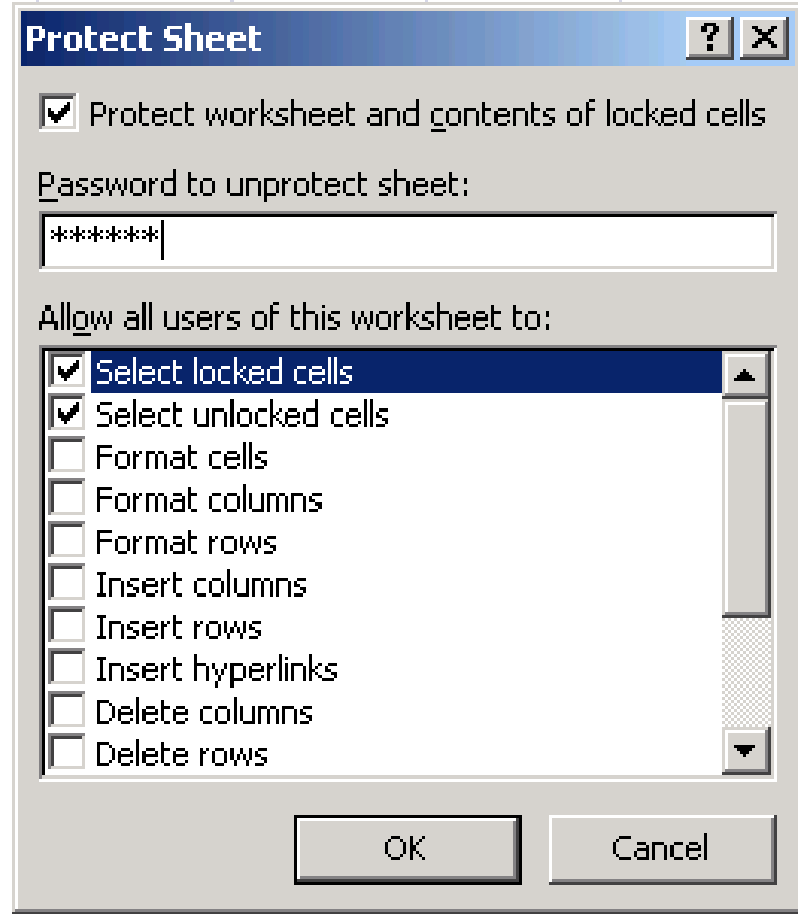 Protect Sheet
Protect worksheet and contents of locked cells
Password to unprotect sheet:
******
Allow all users of this worksheet to:
Select locked cells
Select unlocked cells
Format cells
Format columns
Format rows
Insert columns
Insert rows
Insert hyperlinks
Delete columns
Delete rows
OK Cancel